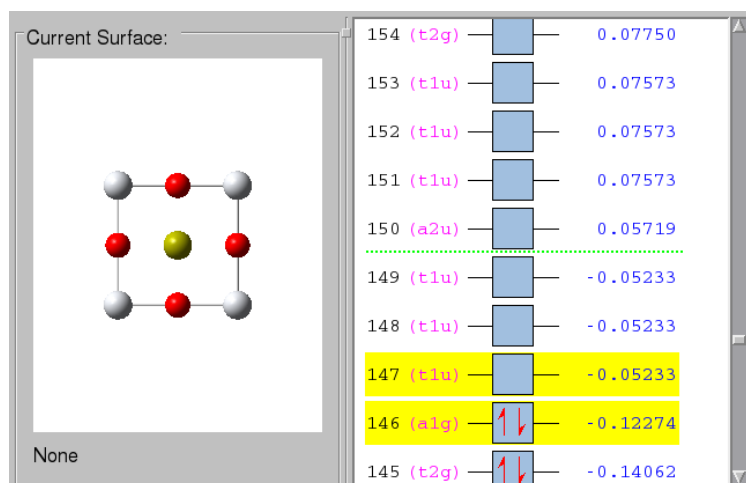 Current Surface:
154 (t2g) 0.07750
153 (t1u) 0.07573
152 (t1u) 0.07573
151 (t1u) 0.07573
150 (a2u) 0.05719
149 (t1u) -0.05233
148 (t1u) -0.05233
147 (t1u) -0.05233
146 (a1g) -0.12274
None
145 (t2g) -0.14062